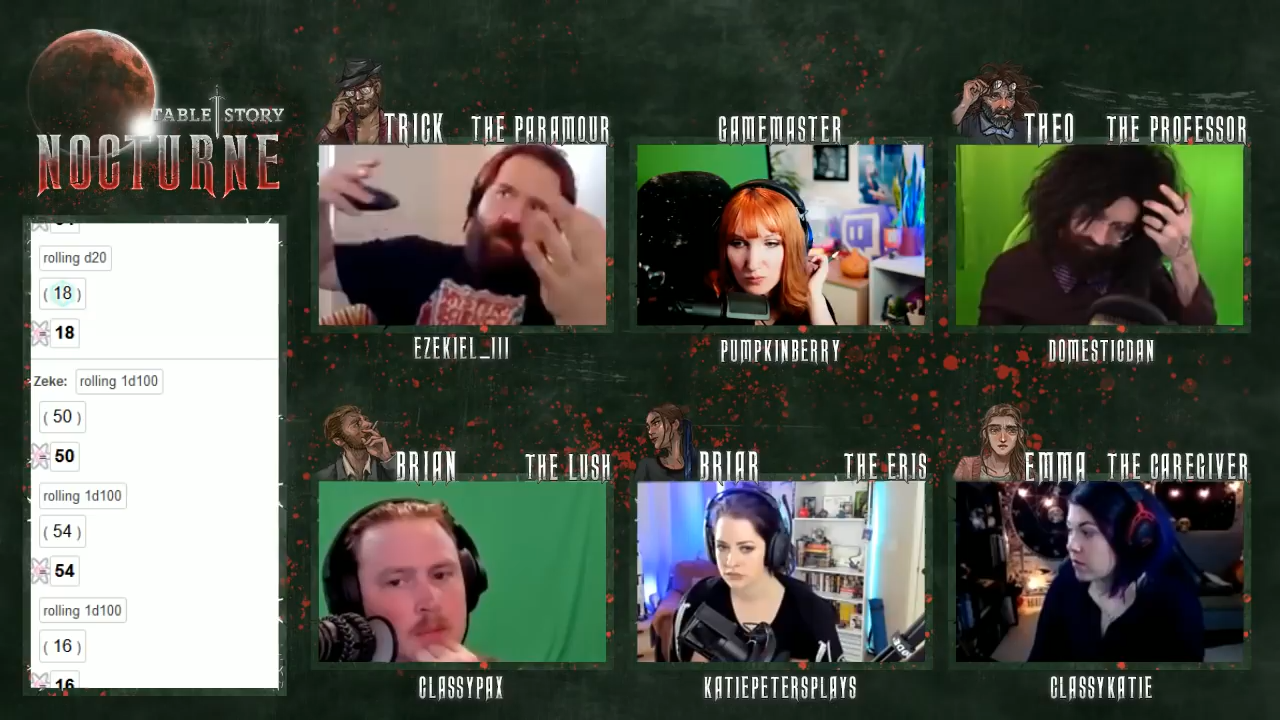 TABLE STORY
NOCTURNE
rolling d20
( 18 )
= 18
Zeke: rolling 1d100
( 50 )
= 50
rolling 1d100
( 54 )
= 54
rolling 1d100
( 16 )
= 16
TRICK THE PARAMOUR
EZEKIEL_III
GAMEMASTER
PUMPKINBERRY
THEO THE PROFESSOR
DOMESTICDAN
BRIAN THE LUSH
CLASSYPAX
BRIAR THE ERIS
KATIEPETERSPLAYS
EMMA THE CAREGIVER
CLASSYKATIE